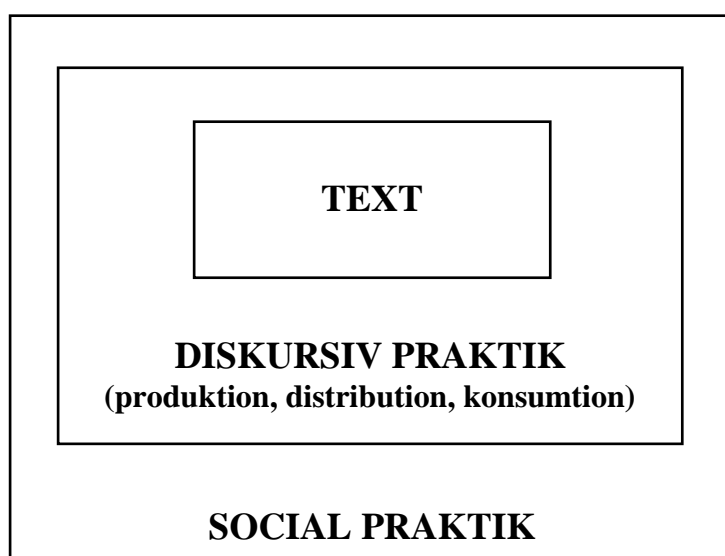 TEXT
DISKURSIV PRAKTIK
(produktion, distribution, konsumtion)
SOCIAL PRAKTIK